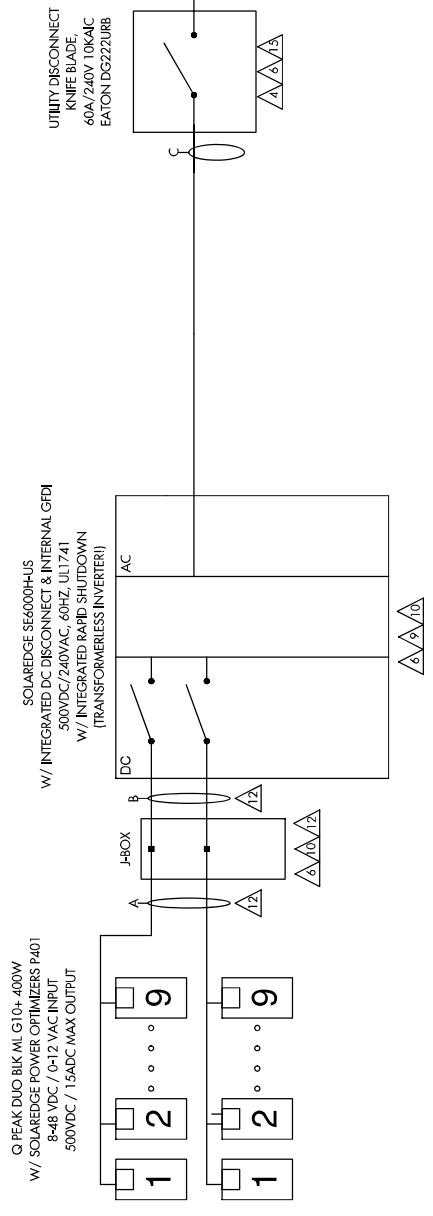 Q PEAK DUO BLK ML G10+ 400W
W/ SOLAREDGE POWER OPTIMIZERS P401
8-48 VDC / 0-12 VAC INPUT
500VDC / 15ADC MAX OUTPUT
1
2
9
1
2
9
A
12
J-BOX
6
10
12
B
12
SOLAREDGE SE6000H-US
W/ INTEGRATED DC DISCONNECT & INTERNAL GFDI
500VDC/240VAC, 60HZ, UL1741
W/ INTEGRATED RAPID SHUTDOWN
(TRANSFORMERLESS INVERTER!)
DC
AC
6
9
10
C
UTILITY DISCONNECT
KNIFE BLADE,
60A/240V 10KAIC
EATON DG222URB
4
6
15